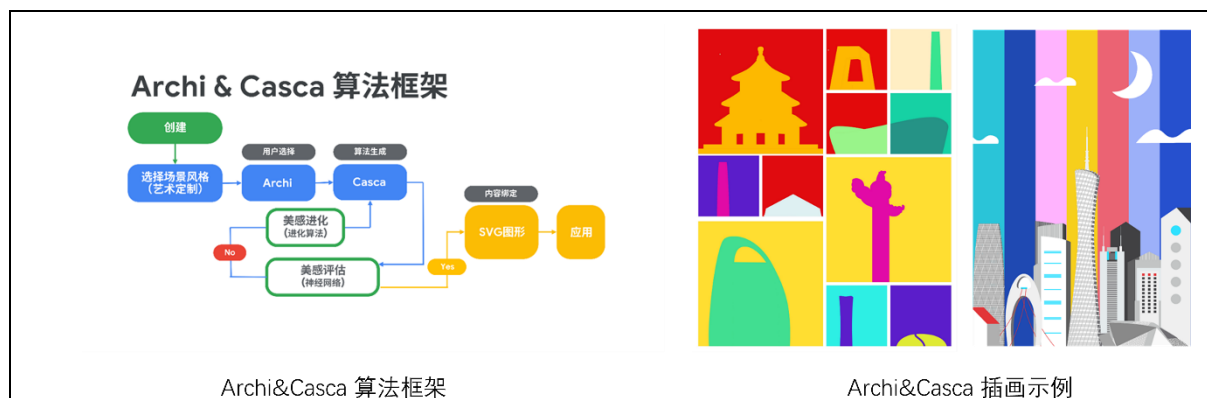 Archi & Casca 算法框架
创建
用户选择
算法生成
选择场景风格
（艺术定制）
Archi
Casca
内容绑定
美感进化
(进化算法)
SVG图形
应用
No
Yes
美感评估
(神经网络)
Archi&Casca 算法框架
Archi&Casca 插画示例